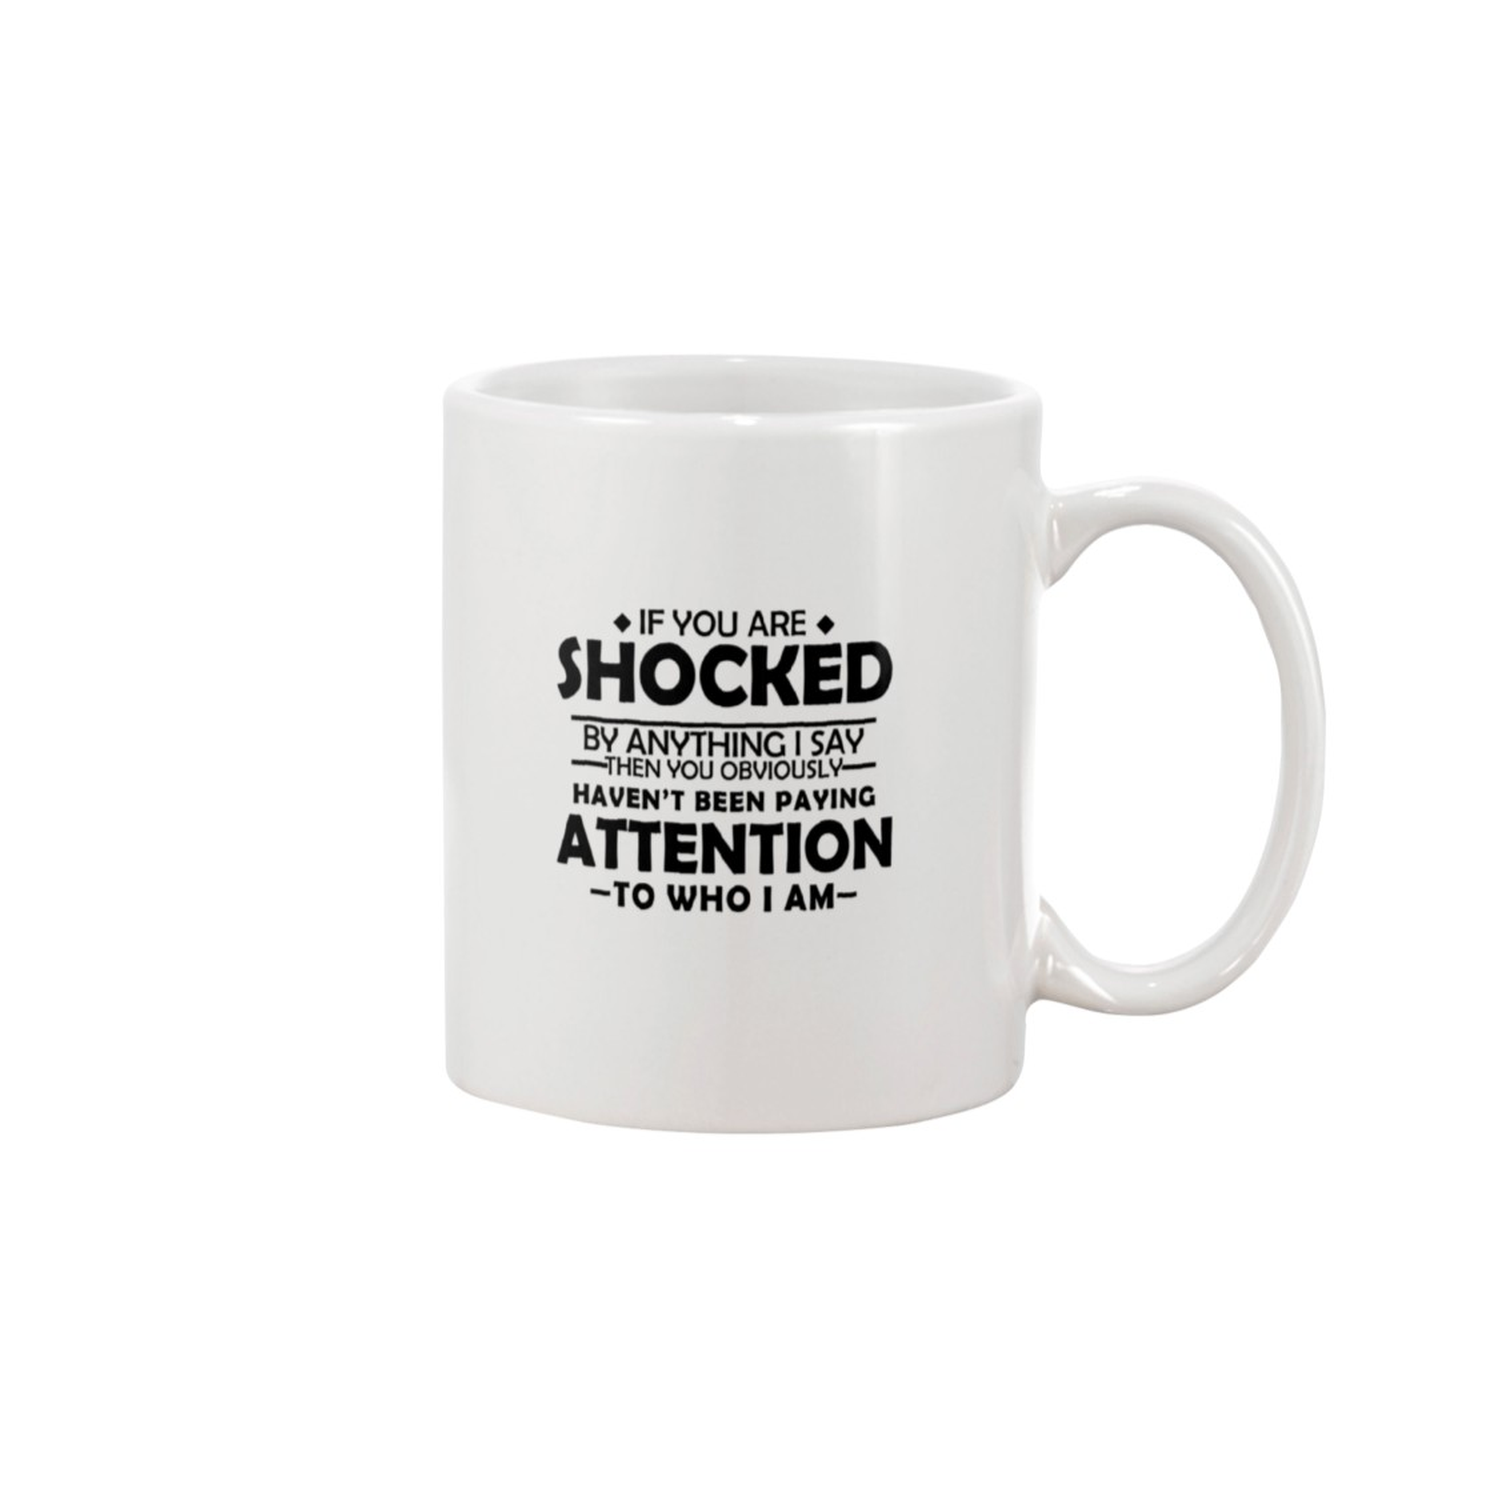 IF YOU ARE
SHOCKED
BY ANYTHING I SAY
THEN YOU OBVIOUSLY
HAVEN'T BEEN PAYING
ATTENTION
TO WHO I AM